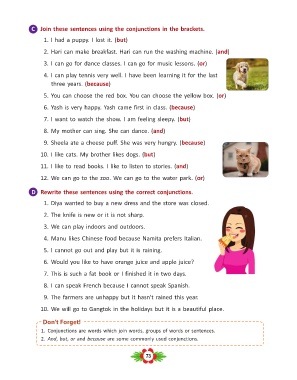 C Join these sentences using the conjunctions in the brackets.
1. I had a puppy. I lost it. (but)
2. Hari can make breakfast. Hari can run the washing machine. (and)
3. I can go for dance classes. I can go for music lessons. (or)
4. I can play tennis very well. I have been learning it for the last
three years. (because)
5. You can choose the red box. You can choose the yellow box. (or)
6. Yash is very happy. Yash came first in class. (because)
7. I want to watch the show. I am feeling sleepy. (but)
8. My mother can sing. She can dance. (and)
9. Sheela ate a cheese puff. She was very hungry. (because)
10. I like cats. My brother likes dogs. (but)
11. I like to read books. I like to listen to stories. (and)
12. We can go to the zoo. We can go to the water park. (or)
D Rewrite these sentences using the correct conjunctions.
1. Diya wanted to buy a new dress and the store was closed.
2. The knife is new or it is not sharp.
3. We can play indoors and outdoors.
4. Manu likes Chinese food because Namita prefers Italian.
5. I cannot go out and play but it is raining.
6. Would you like to have orange juice and apple juice?
7. This is such a fat book or I finished it in two days.
8. I can speak French because I cannot speak Spanish.
9. The farmers are unhappy but it hasn't rained this year.
10. We will go to Gangtok in the holidays but it is a beautiful place.
Don't Forget!
1. Conjunctions are words which join words, groups of words or sentences.
2. And, but, or and because are some commonly used conjunctions.
73